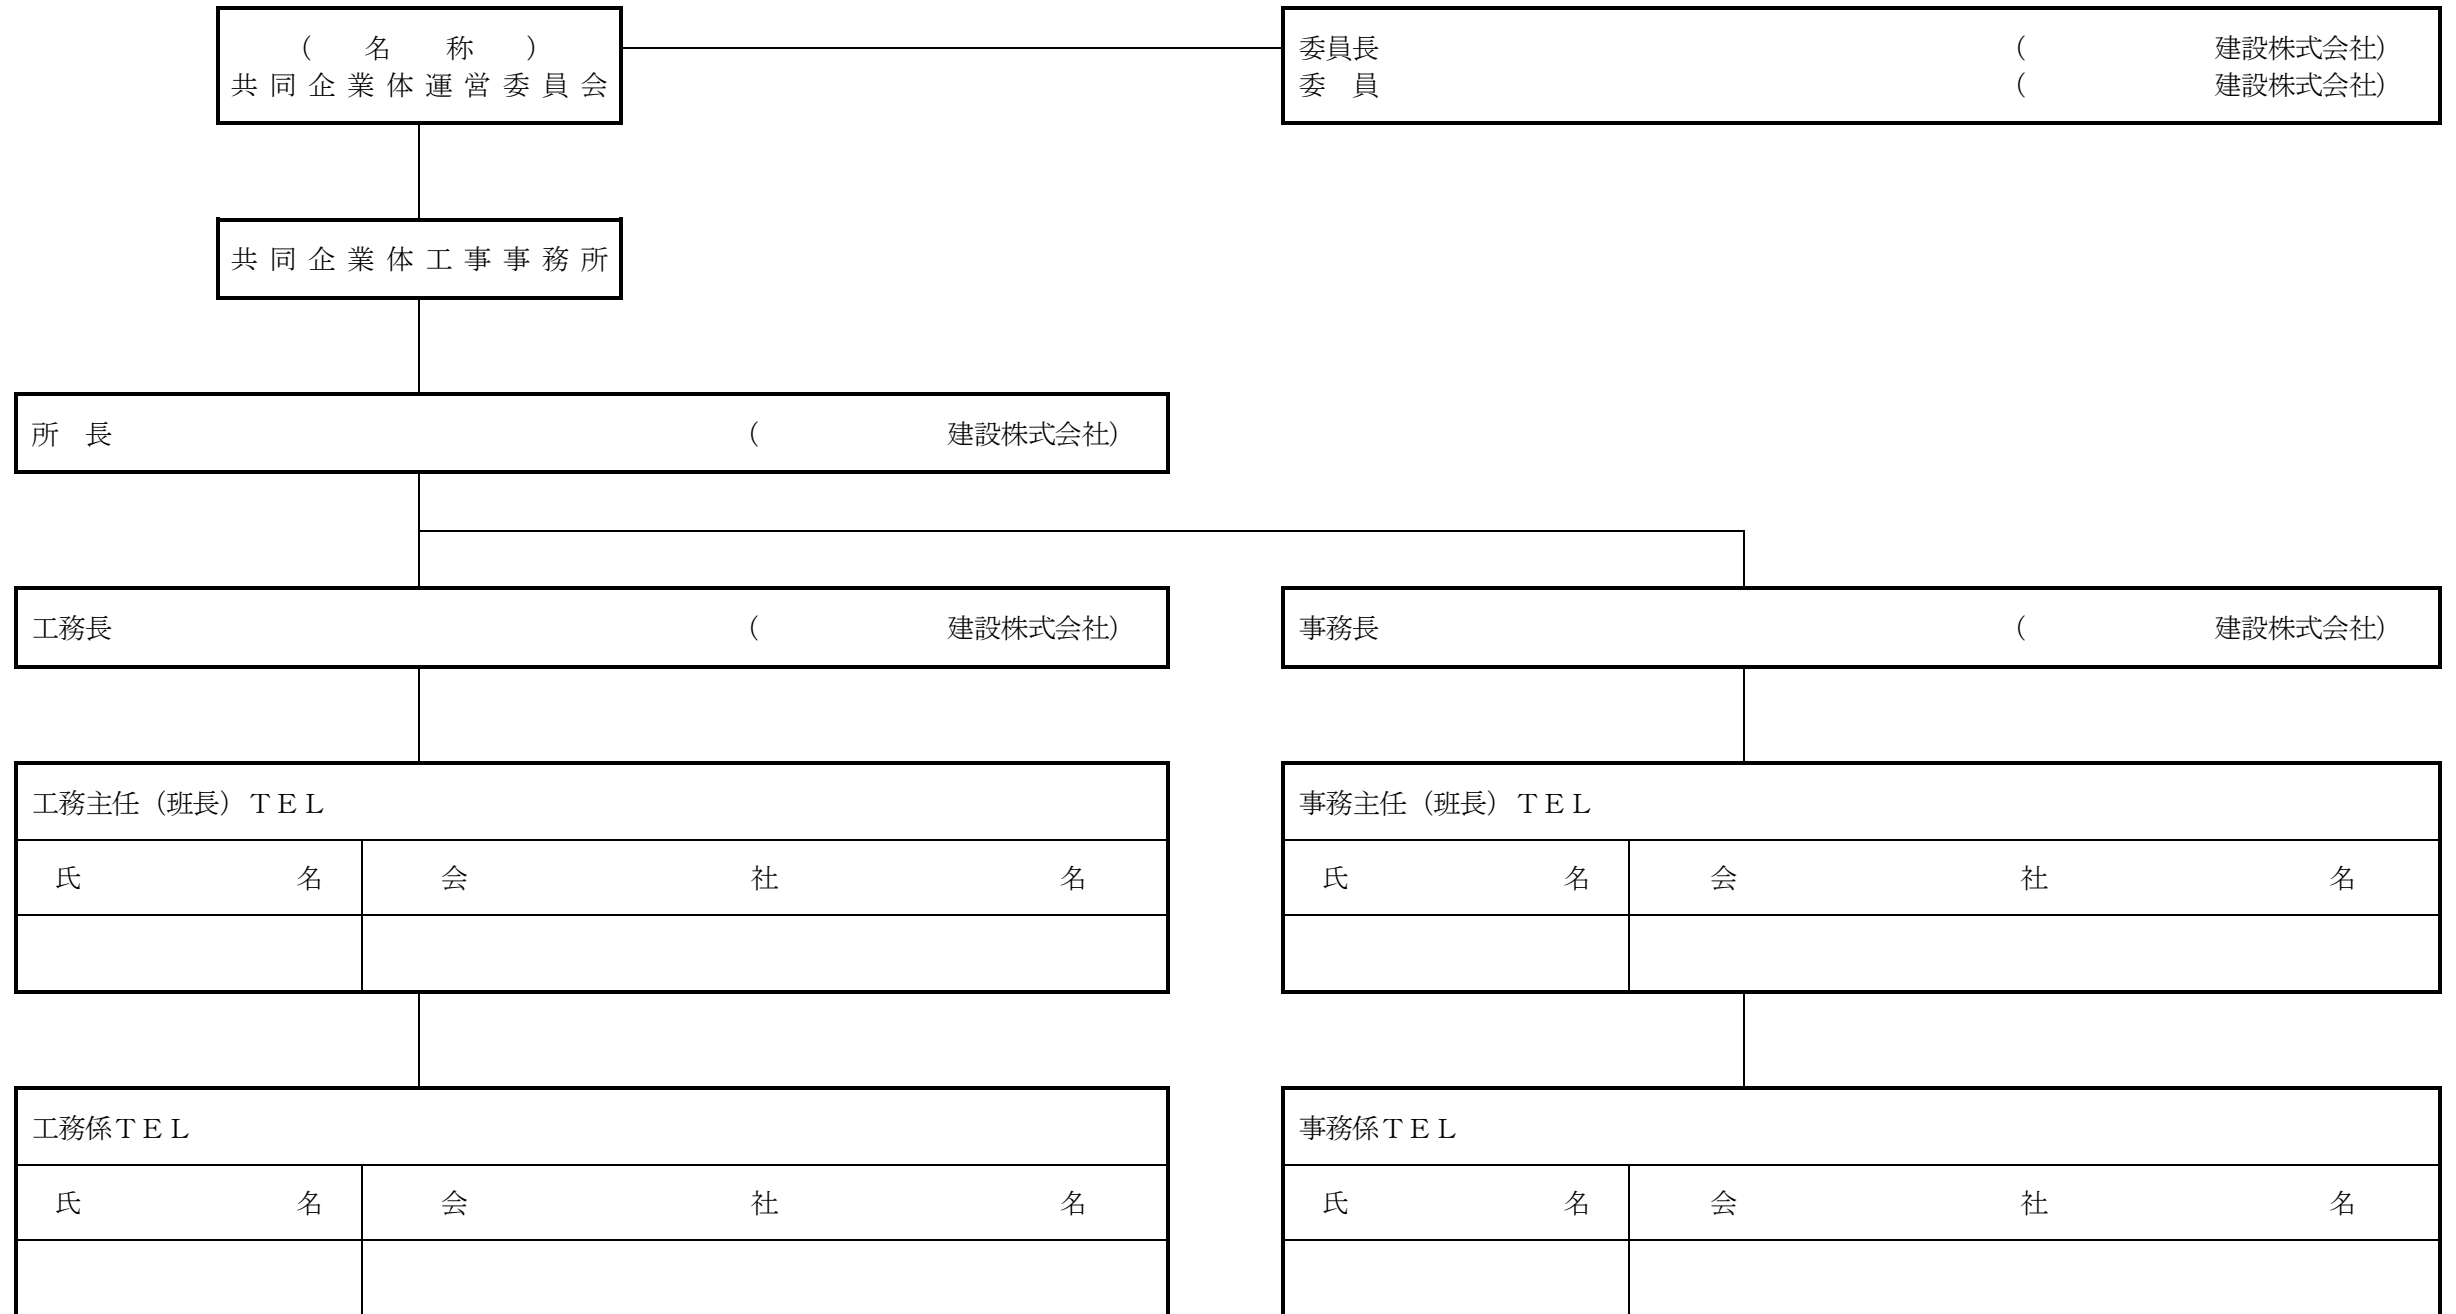 （　名　称　）
共同企業体運営委員会
委員長　（　建設株式会社）
委　員　（　建設株式会社）
共同企業体工事事務所
所　長　（　建設株式会社）
工務長　（　建設株式会社）
事務長　（　建設株式会社）
工務主任（班長）ＴＥＬ
氏　名　会　社　名
事務主任（班長）ＴＥＬ
氏　名　会　社　名
工務係ＴＥＬ
氏　名　会　社　名
事務係ＴＥＬ
氏　名　会　社　名